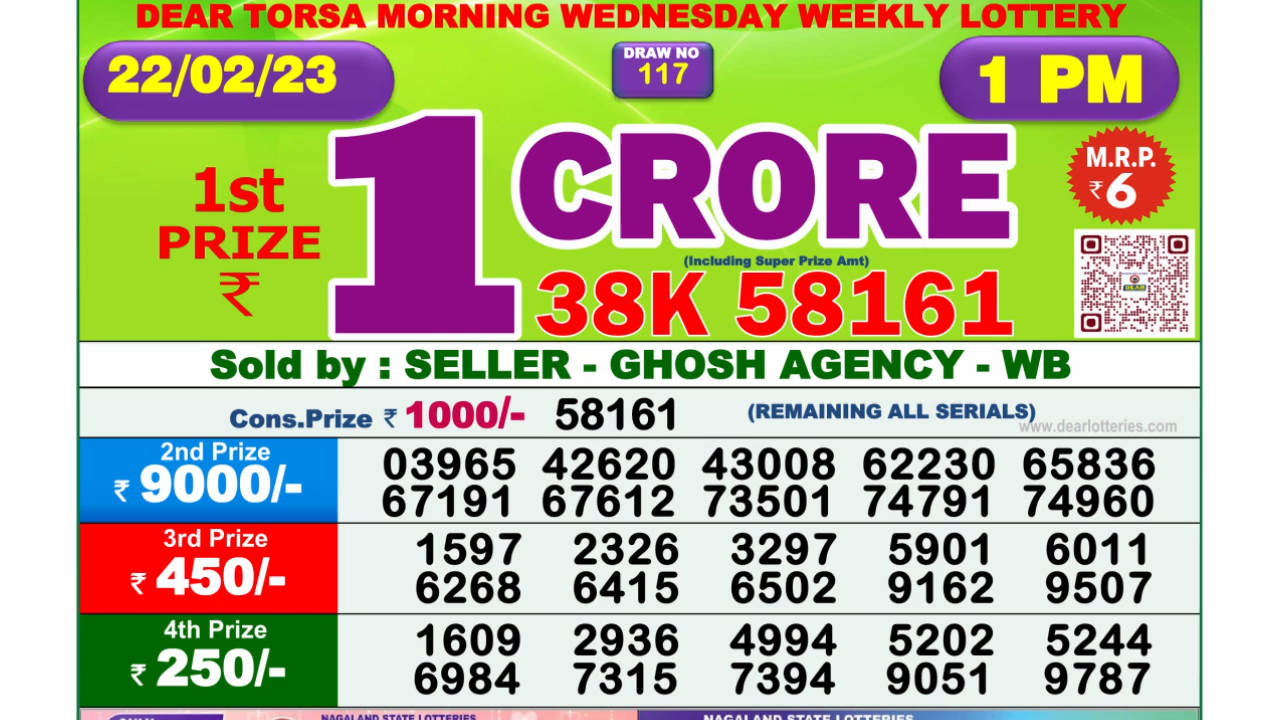 DEAR TORSA MORNING WEDNESDAY WEEKLY LOTTERY
22/02/23
DRAW NO
117
1 PM
1st
PRIZE
₹
1 CRORE
M.R.P.
₹6
(Including Super Prize Amt)
38K 58161
Sold by : SELLER - GHOSH AGENCY - WB
Cons.Prize ₹ 1000/- 58161 (REMAINING ALL SERIALS)
www.dearlotteries.com
2nd Prize
₹ 9000/-
03965 42620 43008 62230 65836
67191 67612 73501 74791 74960
3rd Prize
₹ 450/-
1597 2326 3297 5901 6011
6268 6415 6502 9162 9507
4th Prize
₹ 250/-
1609 2936 4994 5202 5244
6984 7315 7394 9051 9787
NAGALAND STATE LOTTERIES
NAGALAND STATE LOTTERIES